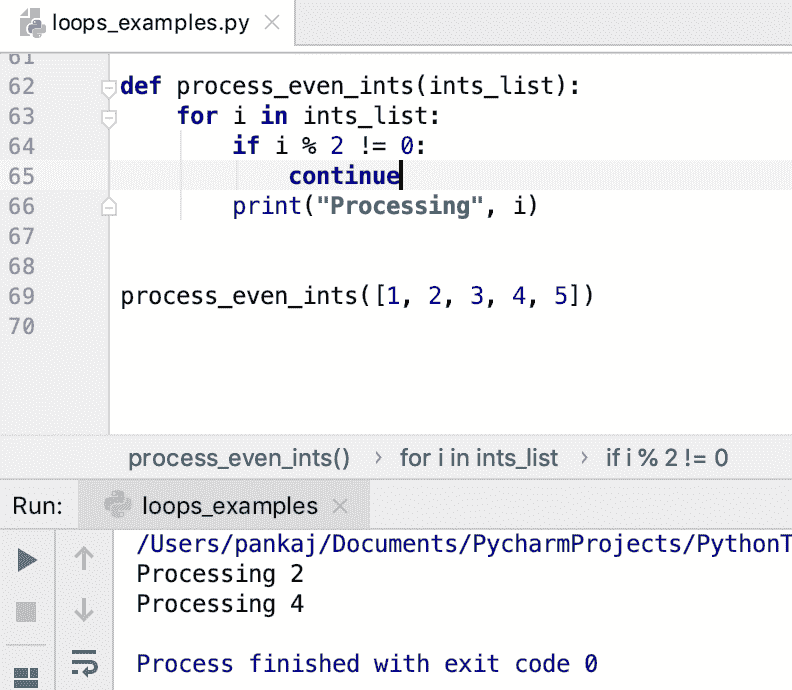 loops_examples.py
61
62 def process_even_ints(ints_list):
63 for i in ints_list:
64 if i % 2 != 0:
65 continue
66 print("Processing", i)
67
68
69 process_even_ints([1, 2, 3, 4, 5])
70
process_even_ints() › for i in ints_list › if i % 2 != 0
Run: loops_examples
/Users/pankaj/Documents/PycharmProjects/PythonT
Processing 2
Processing 4
Process finished with exit code 0